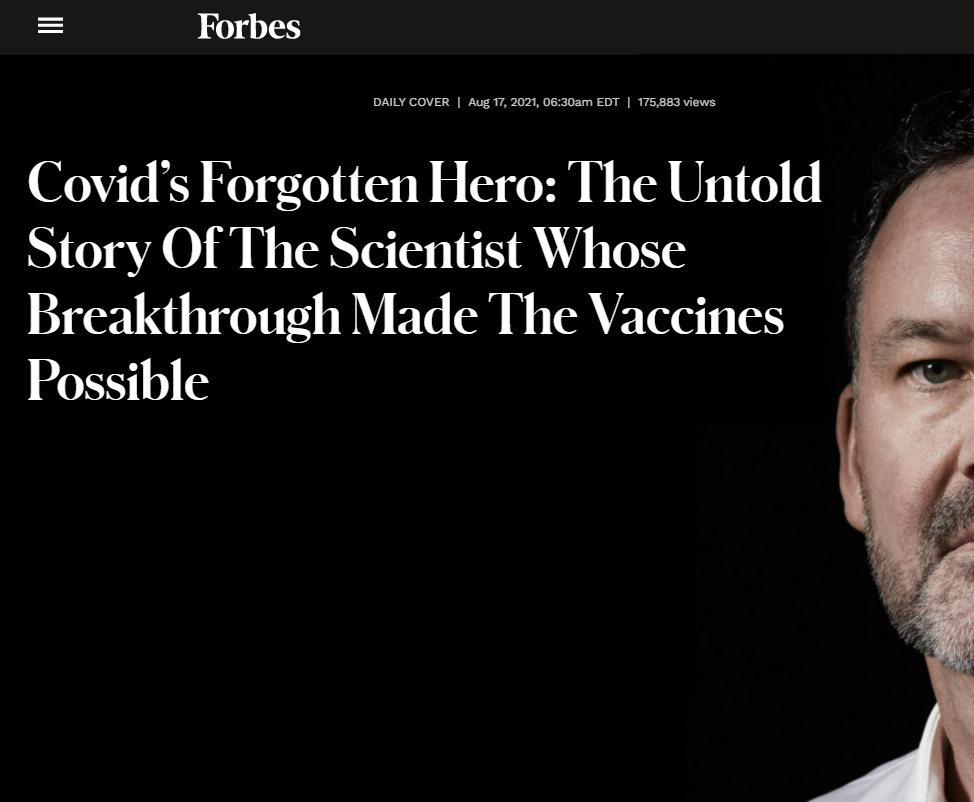 Forbes
DAILY COVER | Aug 17, 2021, 06:30am EDT | 175,883 views
Covid’s Forgotten Hero: The Untold
Story Of The Scientist Whose
Breakthrough Made The Vaccines
Possible